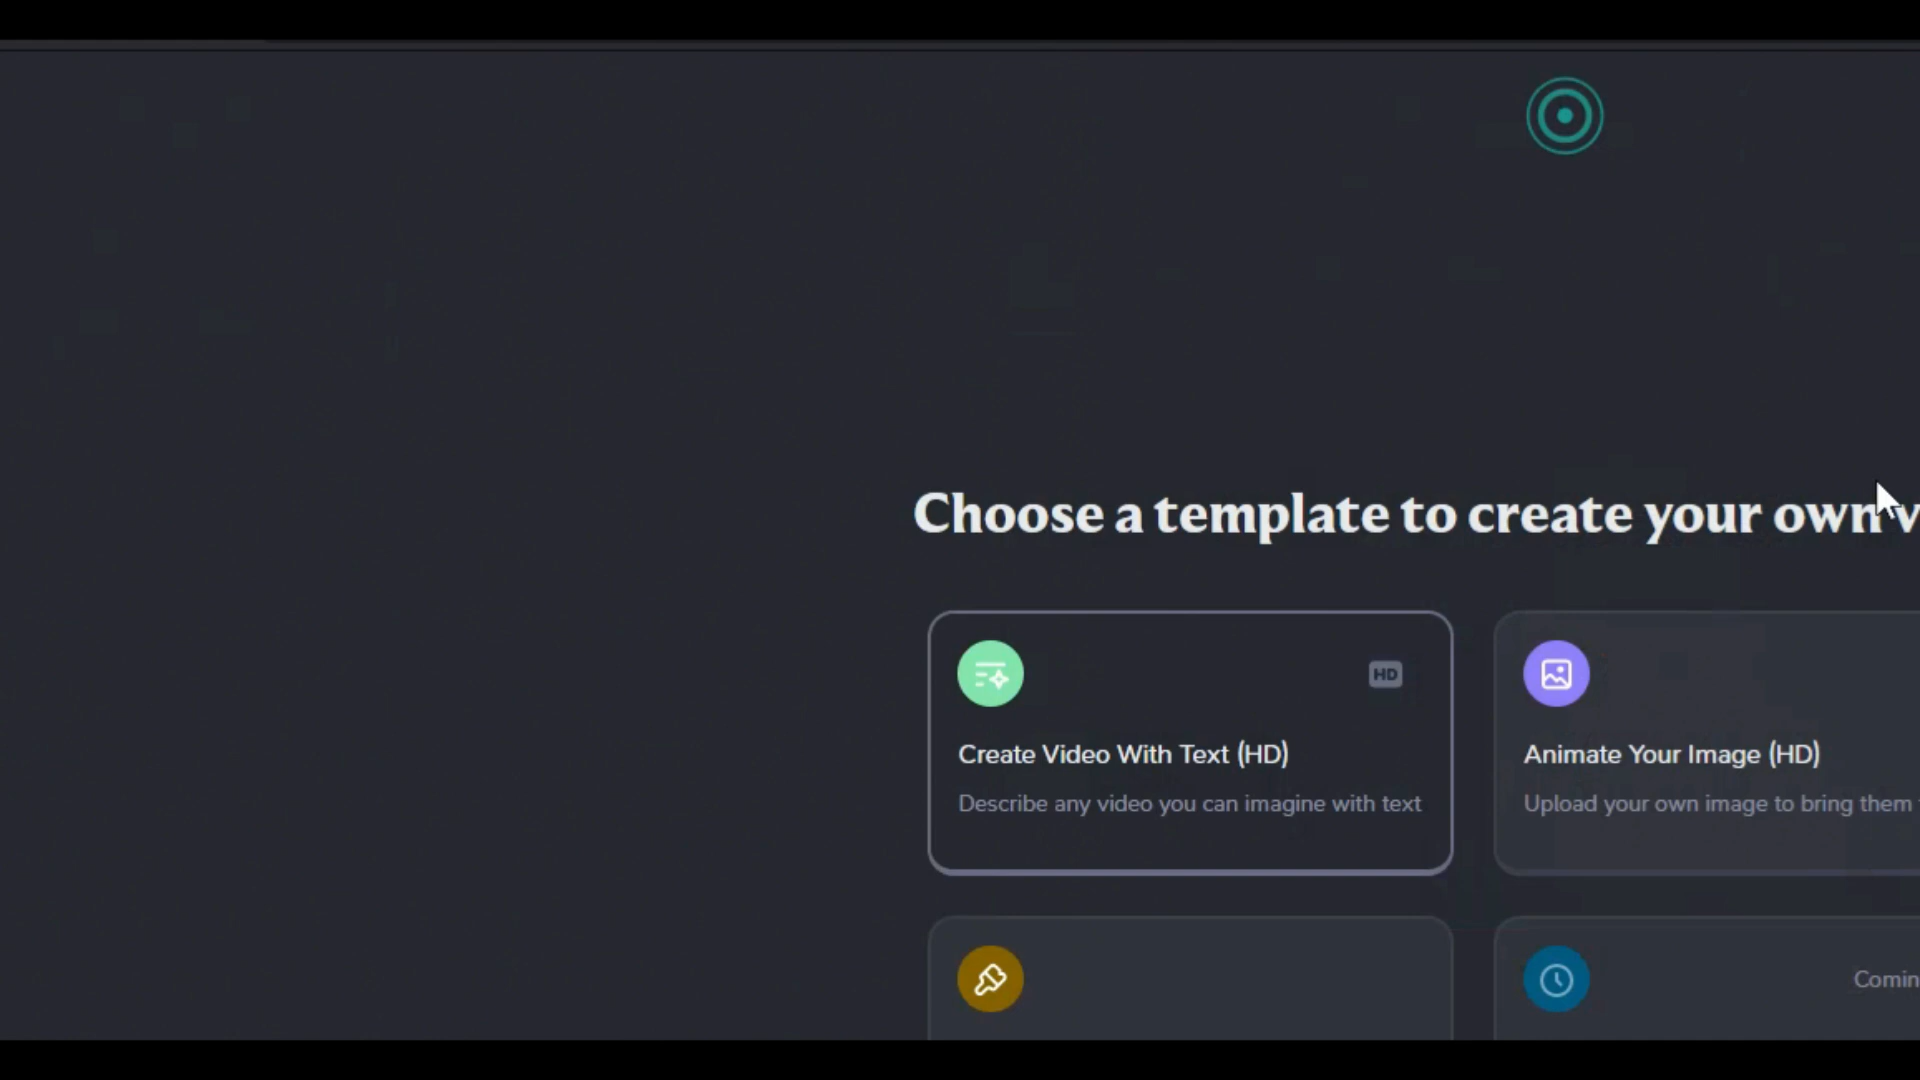 Choose a template to create your own
HD
Create Video With Text (HD)
Describe any video you can imagine with text
Animate Your Image (HD)
Upload your own image to bring them